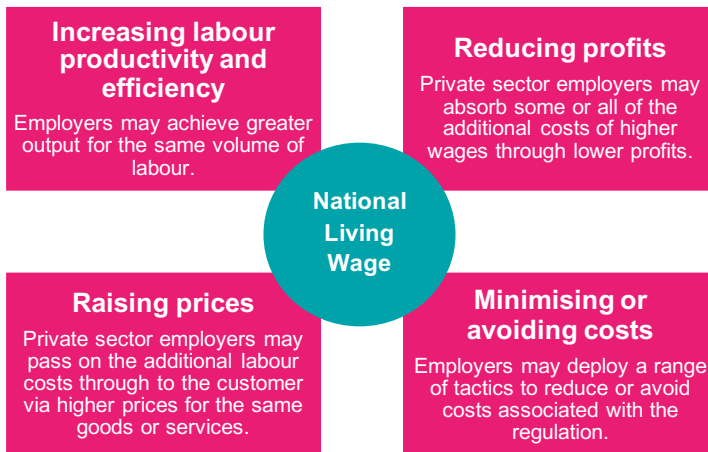 Increasing labour
productivity and
efficiency
Employers may achieve greater
output for the same volume of
labour.
Reducing profits
Private sector employers may
absorb some or all of the
additional costs of higher
wages through lower profits.
National
Living
Wage
Raising prices
Private sector employers may
pass on the additional labour
costs through to the customer
via higher prices for the same
goods or services.
Minimising or
avoiding costs
Employers may deploy a range
of tactics to reduce or avoid
costs associated with the
regulation.